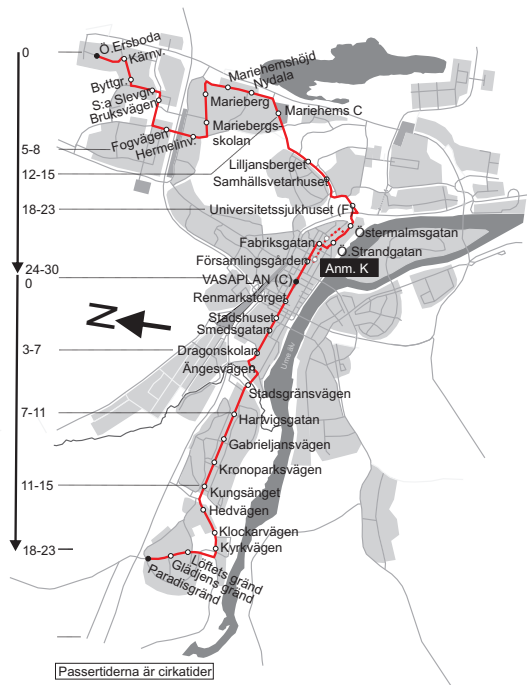 0
Ö.Ersboda
Kärnv.
Byttgr.
S:a Slevgr.
Bruksvägen
Mariehemshöjd
Nydala
Marieberg
Mariehems C
Mariebergs-
skolan
Fogvägen
Hermelinv.
5-8
12-15
Lilljansberget
Samhällsvetarhuset
18-23
Universitetssjukhuset (F)
Östermalmsgatan
Fabriksgatan
Ö.Strandgatan
Församlingsgården
Anm. K
24-30
0
VASAPLAN (C)
Renmarkstorget
N
Stadshuset
Smedsgatan
Ume älv
3-7
Dragonskolan
Ängesvägen
Stadsgränsvägen
7-11
Hartvigsgatan
Gabrieljansvägen
Kronoparksvägen
11-15
Kungsänget
Hedvägen
Klockarvägen
18-23
Kyrkvägen
Löftets gränd
Glädjens gränd
Paradisgränd
Passertiderna är cirkatider